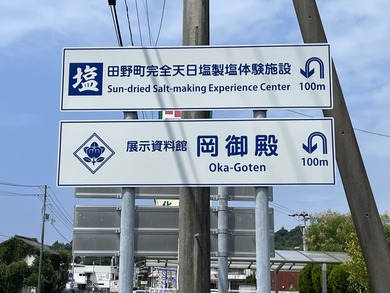 塩 田野町完全天日塩製塩体験施設
Sun-dried Salt-making Experience Center 100m
展示資料館 岡御殿
Oka-Goten 100m